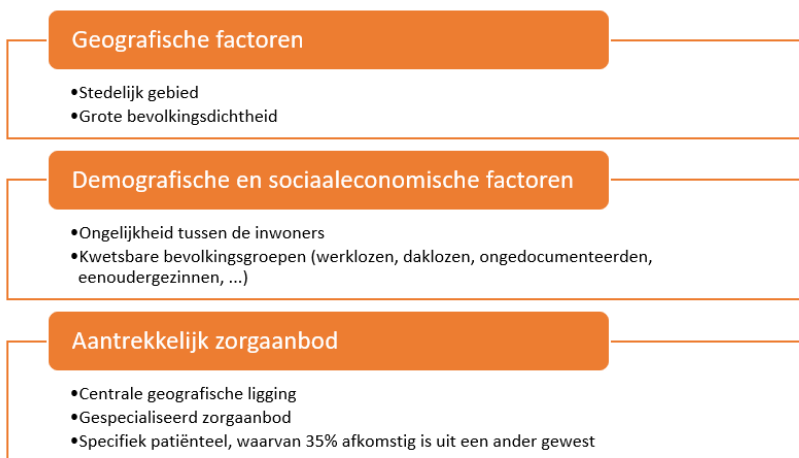 Geografische factoren
•Stedelijk gebied
•Grote bevolkingsdichtheid
Demografische en sociaaleconomische factoren
•Ongelijkheid tussen de inwoners
•Kwetsbare bevolkingsgroepen (werklozen, daklozen, ongedocumenteerden,
eenoudergezinnen, ...)
Aantrekkelijk zorgaanbod
•Centrale geografische ligging
•Gespecialiseerd zorgaanbod
•Specifiek patiënteel, waarvan 35% afkomstig is uit een ander gewest